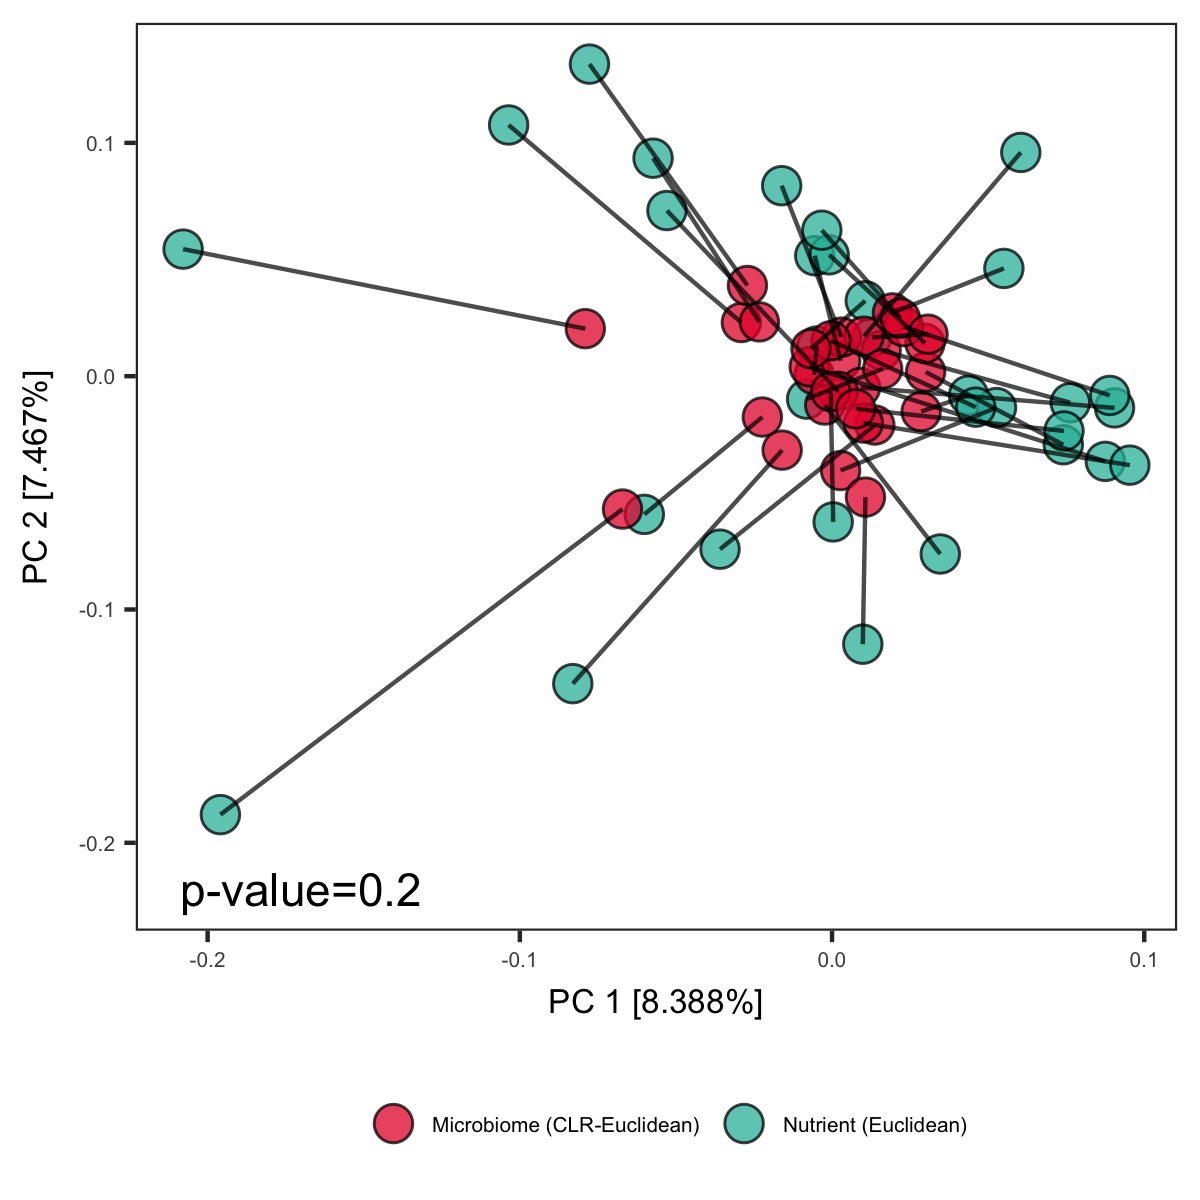 0.1
0.0
-0.1
-0.2
PC 2 [7.467%]
p-value=0.2
-0.2
-0.1
0.0
0.1
PC 1 [8.388%]
Microbiome (CLR-Euclidean)
Nutrient (Euclidean)